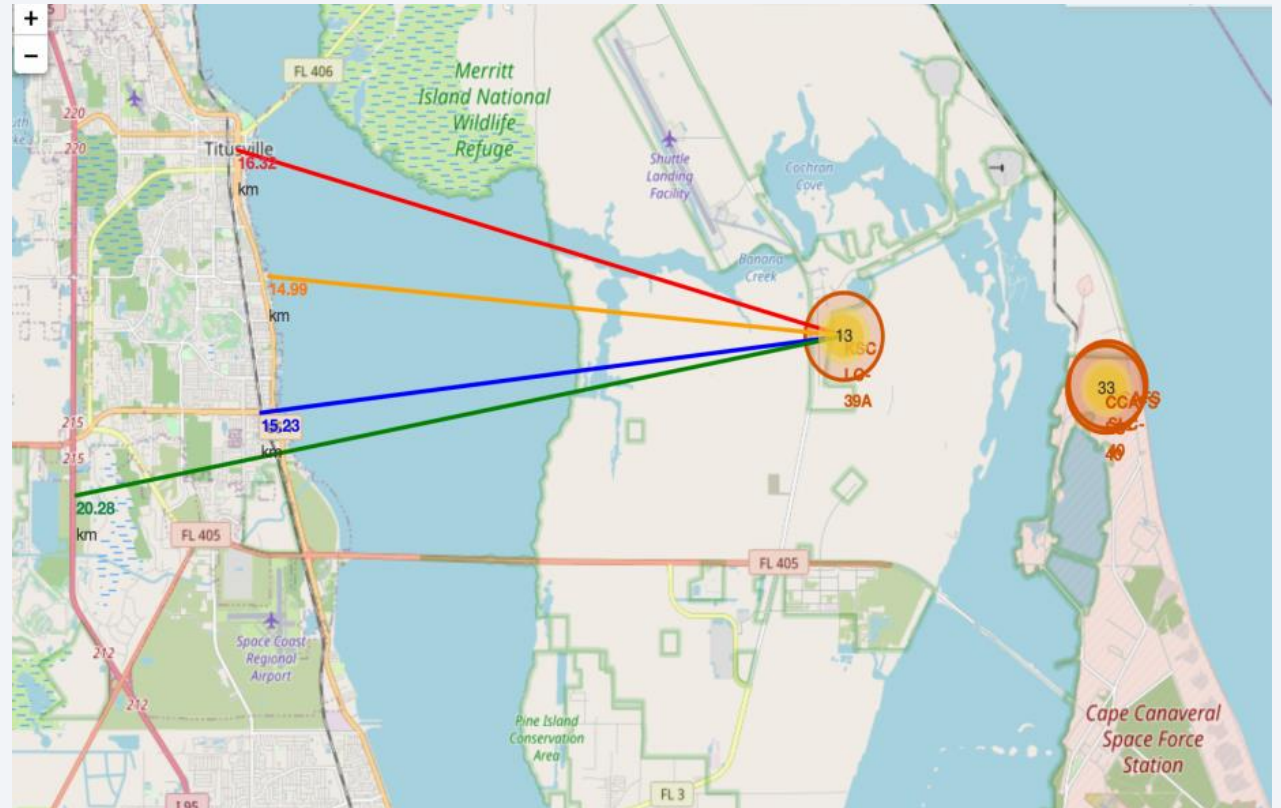 +
−
FL 406
Merritt
Island National
Wildlife
Refuge
220
220
Titusville
16.32
km
Shuttle
Landing
Facility
Cochran
Cove
Banana
Creek
14.99
km
13
KSC
LC-
39A
33
215
15.23
km
215
20.28
km
FL 405
FL 405
Space Coast
Regional
Airport
212
212
Pine Island
Conservation
Area
Cape Canaveral
Space Force
Station
I 95
FL 3